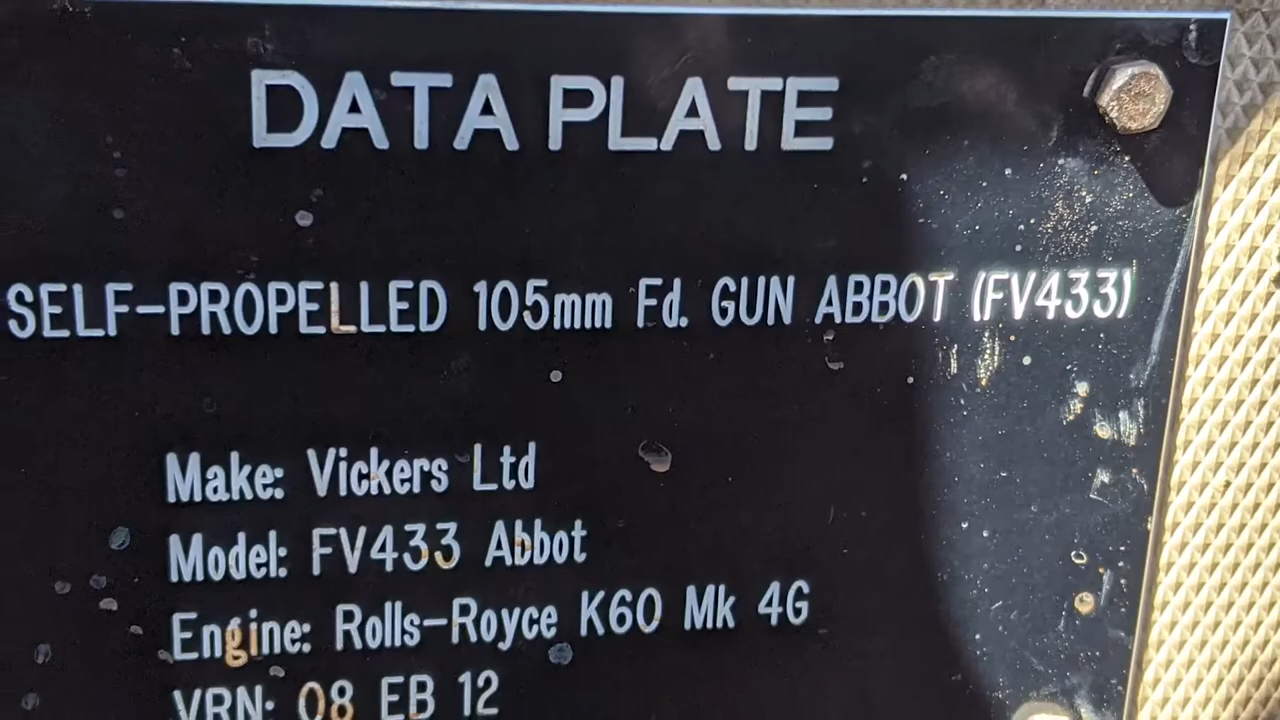 DATA PLATE
SELF-PROPELLED 105mm Fd. GUN ABBOT (FV433)
Make: Vickers Ltd
Model: FV433 Abbot
Engine: Rolls-Royce K60 Mk 4G
VRN: 08 EB 12